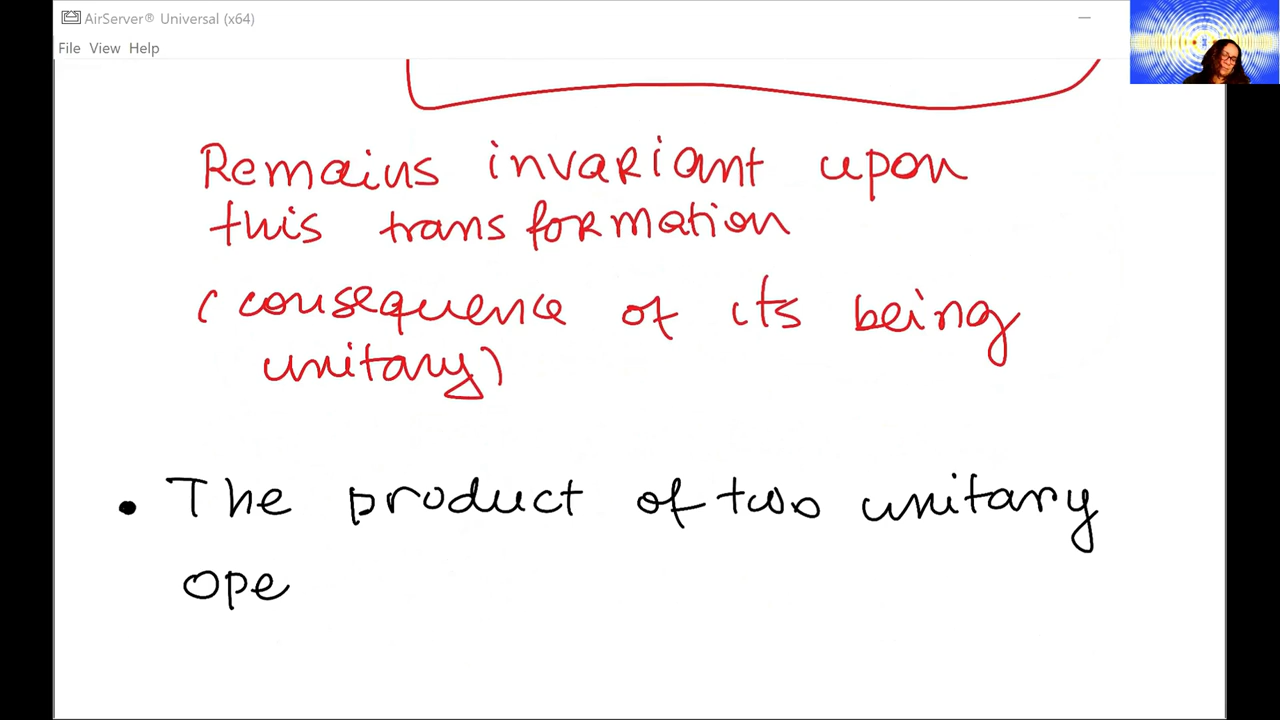 AirServer® Universal (x64)
File View Help
Remains invariant upon
this transformation
(consequence of its being
unitary)
• The product of two unitary
ope